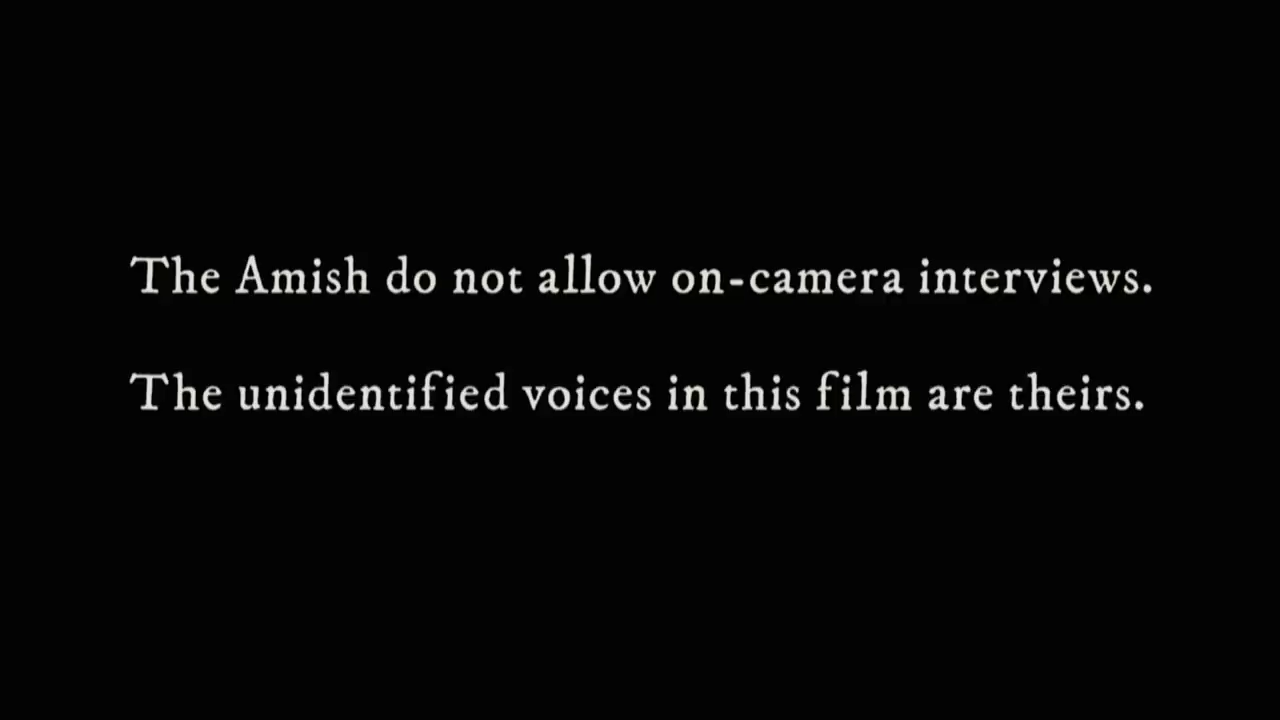 The Amish do not allow on-camera interviews.
The unidentified voices in this film are theirs.